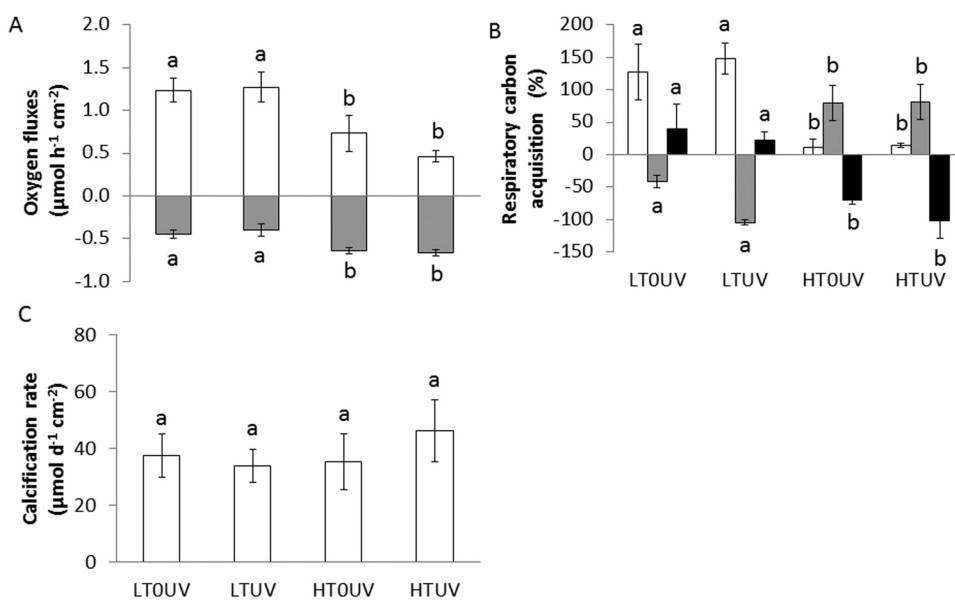 A
Oxygen fluxes
(µmol h-1 cm-2)
2.0
1.5
1.0
0.5
0.0
-0.5
-1.0
a
a
b
b
a
a
b
b
B
Respiratory carbon
acquisition (%)
200
150
100
50
0
-50
-100
-150
a
a
a
a
a
a
b
b
b
b
b
b
LT0UV LTUV HT0UV HTUV
C
Calcification rate
(µmol d-1 cm-2)
80
60
40
20
0
a
a
a
a
LT0UV LTUV HT0UV HTUV